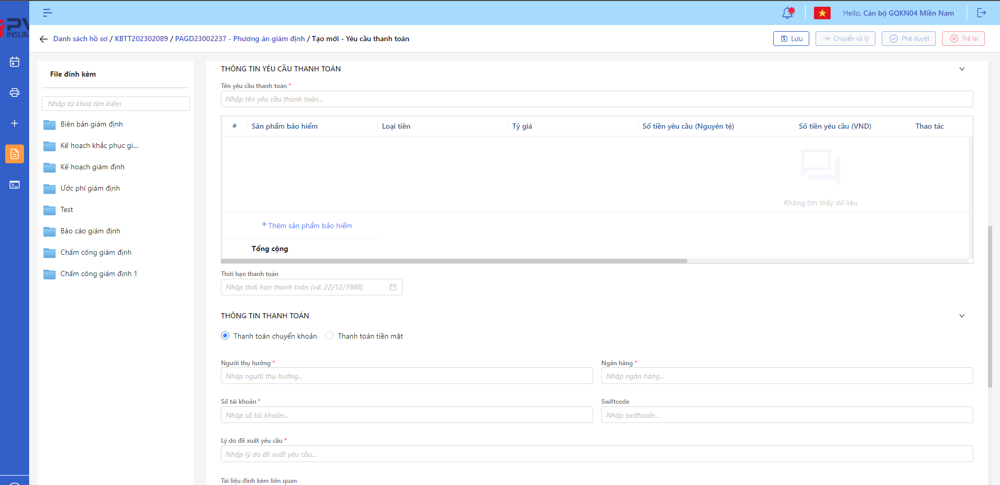 Hello, Cán bộ GQKN04 Miền Nam
INSURA
Danh sách hồ sơ / KBTT202302089 / PAGD23002237 - Phương án giám định / Tạo mới - Yêu cầu thanh toán
Lưu
Chuyển xử lý
Phê duyệt
Trả lại
File đính kèm
Nhập từ khoá tìm kiếm
Biên bản giám định
Kế hoạch khắc phục gi...
Kế hoạch giám định
Ước phí giám định
Test
Báo cáo giám định
Chấm công giám định
Chấm công giám định 1
THÔNG TIN YÊU CẦU THANH TOÁN
Tên yêu cầu thanh toán *
Nhập tên yêu cầu thanh toán...
# Sản phẩm bảo hiểm Loại tiền Tỷ giá Số tiền yêu cầu (Nguyên tệ) Số tiền yêu cầu (VND) Thao tác
Không tìm thấy dữ liệu
+ Thêm sản phẩm bảo hiểm
Tổng cộng
Thời hạn thanh toán
Nhập thời hạn thanh toán (vd: 22/12/1988)
THÔNG TIN THANH TOÁN
Thanh toán chuyển khoản Thanh toán tiền mặt
Người thụ hưởng *
Nhập người thụ hưởng...
Ngân hàng *
Nhập ngân hàng...
Số tài khoản *
Nhập số tài khoản...
Swiftcode
Nhập swiftcode...
Lý do đề xuất yêu cầu *
Nhập lý do đề xuất yêu cầu...
Tài liệu đính kèm liên quan